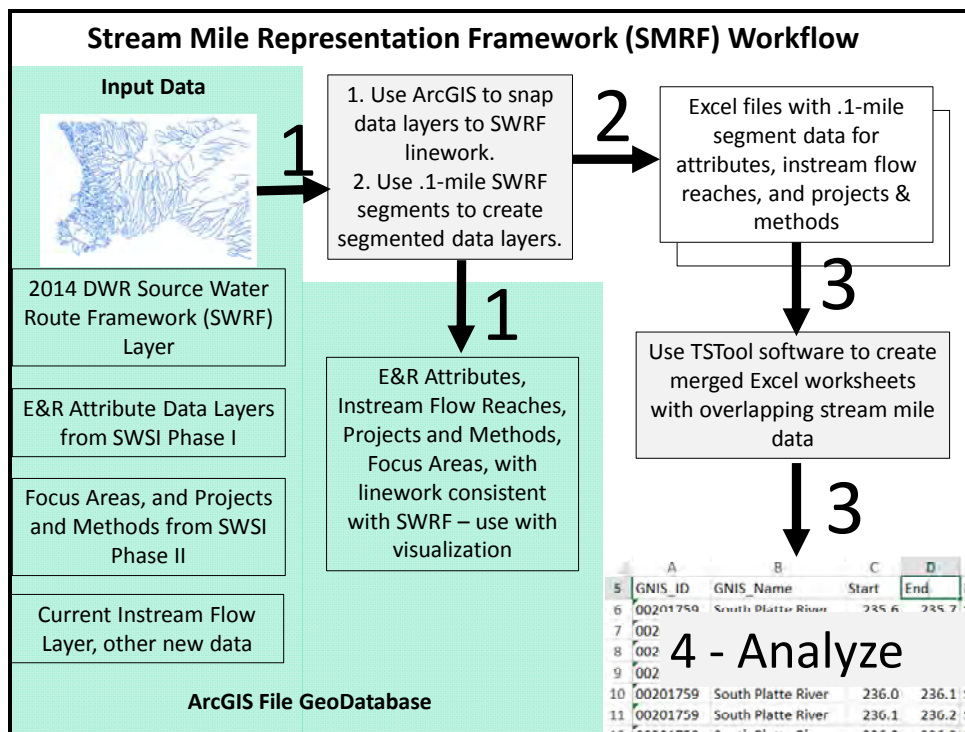 Stream Mile Representation Framework (SMRF) Workflow
Input Data
1
1. Use ArcGIS to snap
data layers to SWRF
linework.
2. Use .1-mile SWRF
segments to create
segmented data layers.
2
Excel files with .1-mile
segment data for
attributes, instream flow
reaches, and projects &
methods
2014 DWR Source Water
Route Framework (SWRF)
Layer
E&R Attribute Data Layers
from SWSI Phase I
Focus Areas, and Projects
and Methods from SWSI
Phase II
Current Instream Flow
Layer, other new data
ArcGIS File GeoDatabase
1
E&R Attributes,
Instream Flow Reaches,
Projects and Methods,
Focus Areas, with
linework consistent
with SWRF – use with
visualization
3
Use TSTool software to create
merged Excel worksheets
with overlapping stream mile
data
3
A B C D
5 GNIS_ID GNIS_Name Start End
6 00201759 South Platte River 235.6 235.7
7 002
8 002
9 002
4 - Analyze
10 00201759 South Platte River 236.0 236.1
11 00201759 South Platte River 236.1 236.2